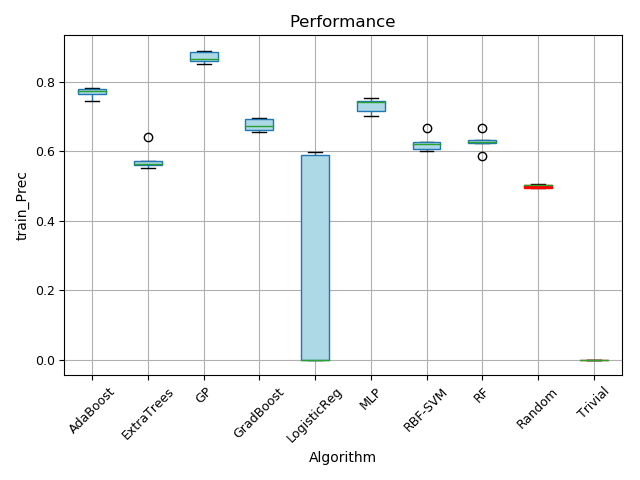 Performance
train_Prec
0.8
0.6
0.4
0.2
0.0
AdaBoost
ExtraTrees
GP
GradBoost
LogisticReg
MLP
RBF-SVM
RF
Random
Trivial
Algorithm